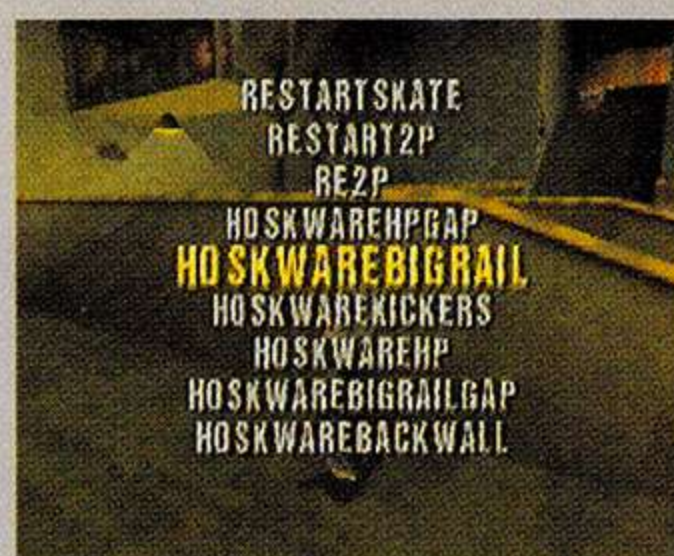 RESTARTSKATE
RESTART2P
RE2P
HOSKWAREHPGAP
HOSKWAREBIGRAIL
HOSKWAREKICKERS
HOSKWAREHP
HOSKWAREBIGRAILGAP
HOSKWAREBACKWALL